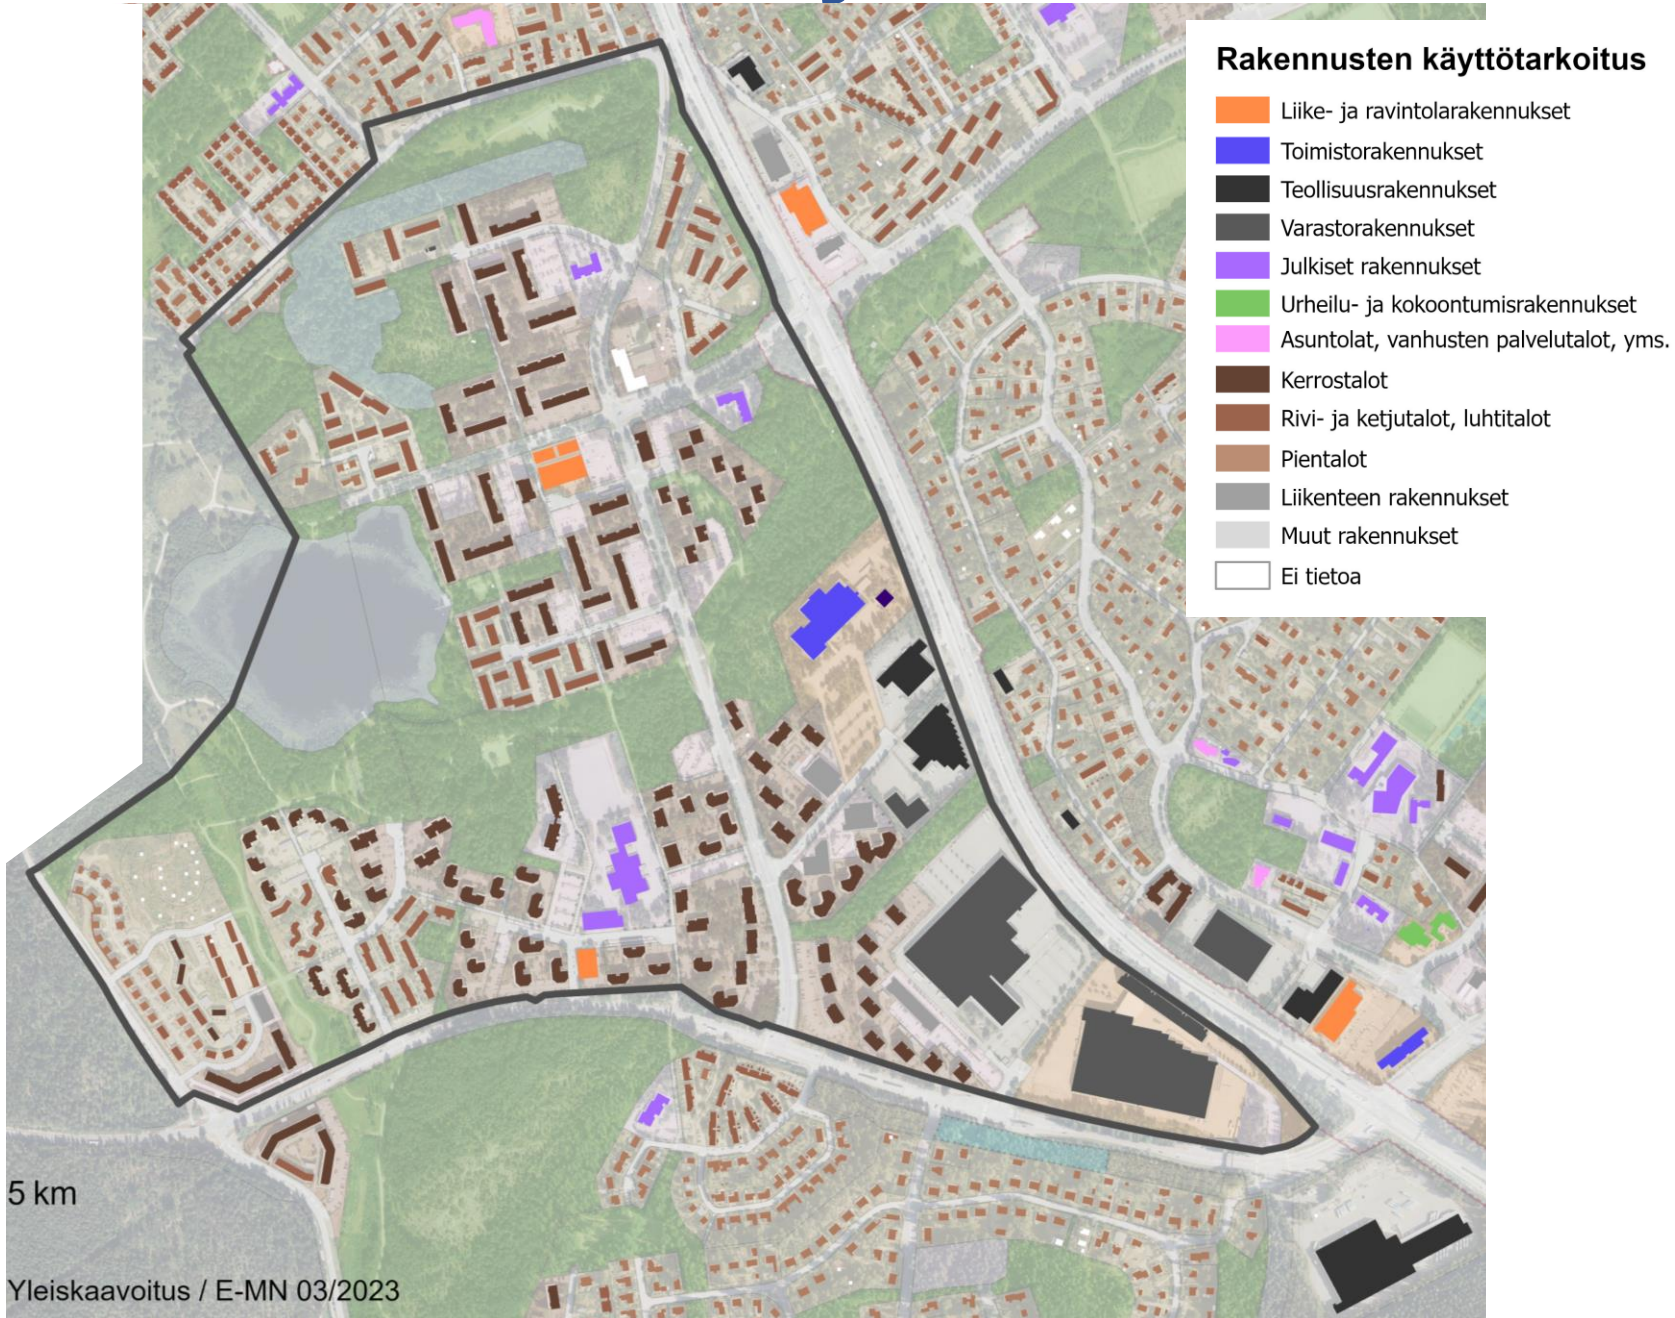 Rakennusten käyttötarkoitus
Liike- ja ravintolarakennukset
Toimistorakennukset
Teollisuusrakennukset
Varastorakennukset
Julkiset rakennukset
Urheilu- ja kokoontumisrakennukset
Asuntolat, vanhusten palvelutalot, yms.
Kerrostalot
Rivi- ja ketjutalot, luhtitalot
Pientalot
Liikenteen rakennukset
Muut rakennukset
Ei tietoa
5 km
Yleiskaavoitus / E-MN 03/2023